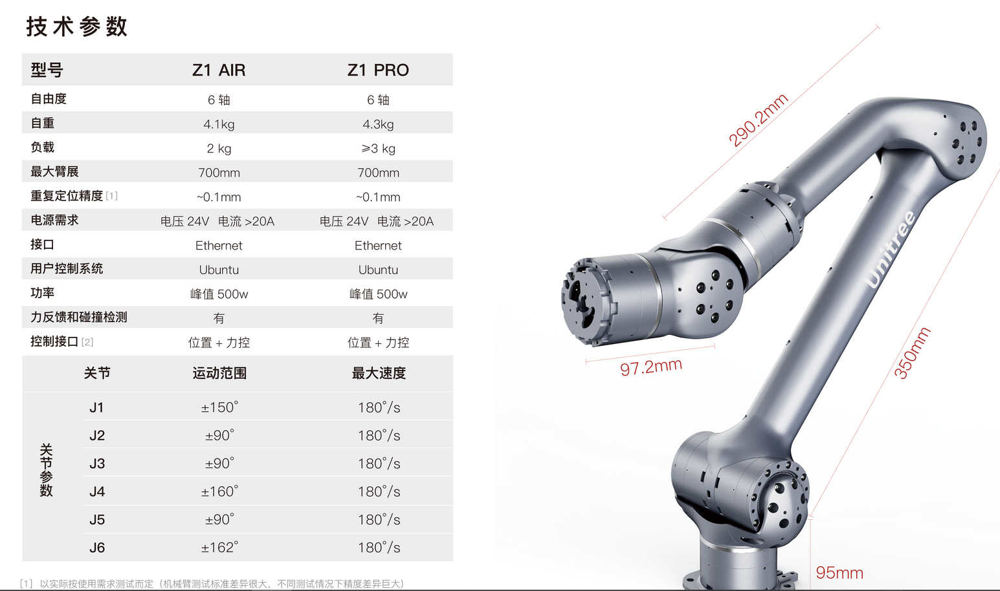 技术参数
型号 Z1 AIR Z1 PRO
自由度 6 轴 6 轴
自重 4.1kg 4.3kg
负载 2 kg ≥3 kg
最大臂展 700mm 700mm
重复定位精度 [1] ~0.1mm ~0.1mm
电源需求 电压 24V 电流 >20A 电压 24V 电流 >20A
接口 Ethernet Ethernet
用户控制系统 Ubuntu Ubuntu
功率 峰值 500w 峰值 500w
力反馈和碰撞检测 有 有
控制接口 [2] 位置 + 力控 位置 + 力控
关节 运动范围 最大速度
关节参数
J1 ±150° 180°/s
J2 ±90° 180°/s
J3 ±90° 180°/s
J4 ±160° 180°/s
J5 ±90° 180°/s
J6 ±162° 180°/s
[1] 以实际按使用需求测试而定（机械臂测试标准差异很大，不同测试情况下精度差异巨大）
290.2mm
Unitree
350mm
97.2mm
95mm